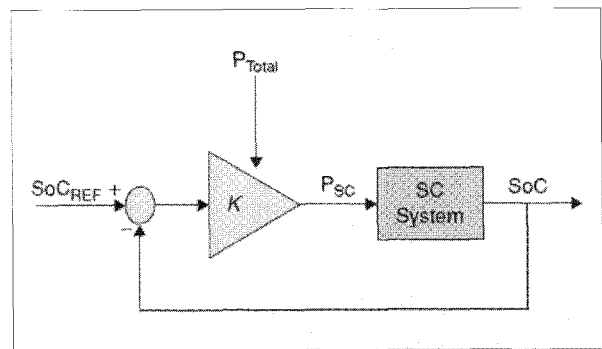 P_Total
SoC_REF +
−
K
P_SC
SC
System
SoC